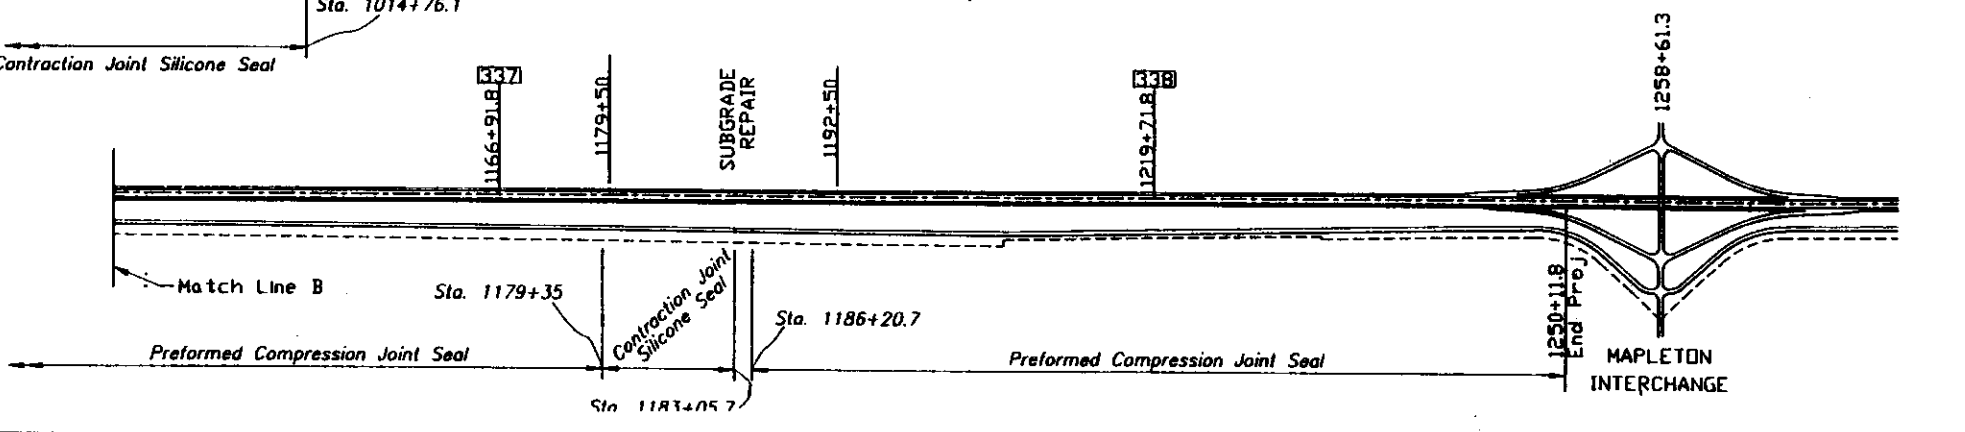 Sta. 1014+76.1
Contraction Joint Silicone Seal
337
1166+91.8
1179+50
SUBGRADE
REPAIR
1192+50
338
1219+71.8
1258+61.3
Match Line B
Sta. 1179+35
Contraction Joint
Silicone Seal
Sta. 1186+20.7
1250+11.8
End Proj
Preformed Compression Joint Seal
Preformed Compression Joint Seal
MAPLETON
INTERCHANGE
Sta. 1183+05.7